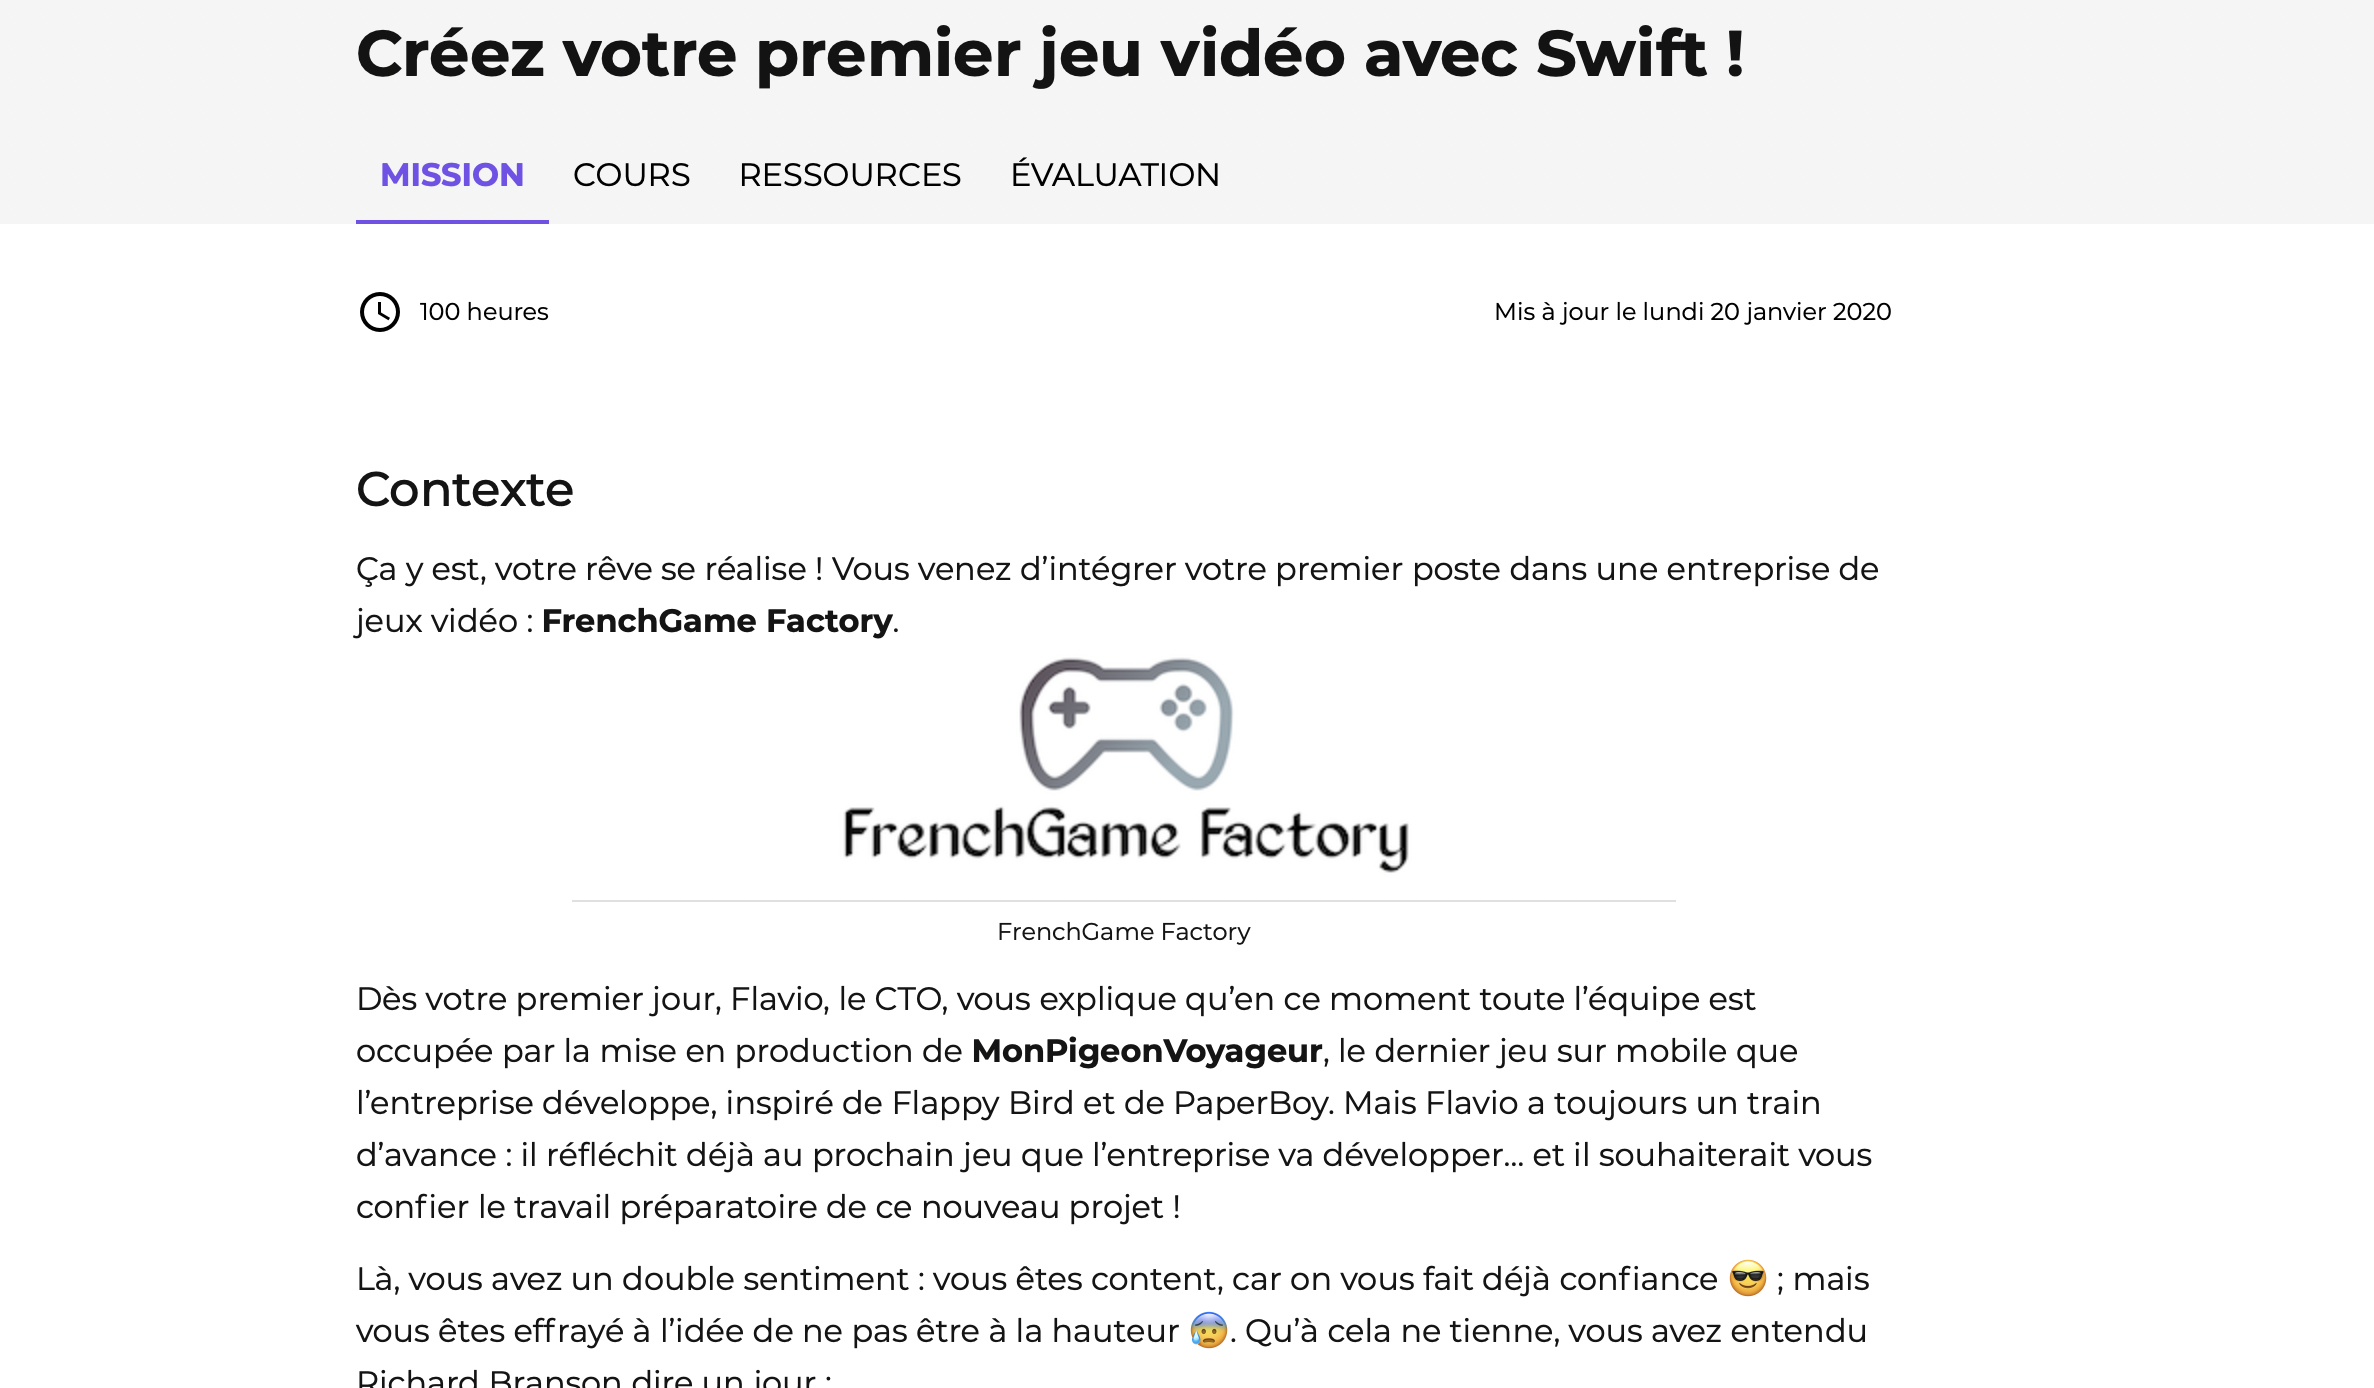 Créez votre premier jeu vidéo avec Swift !
MISSION COURS RESSOURCES ÉVALUATION
100 heures
Mis à jour le lundi 20 janvier 2020
Contexte
Ça y est, votre rêve se réalise ! Vous venez d’intégrer votre premier poste dans une entreprise de
jeux vidéo : FrenchGame Factory.
FrenchGame Factory
FrenchGame Factory
Dès votre premier jour, Flavio, le CTO, vous explique qu’en ce moment toute l’équipe est
occupée par la mise en production de MonPigeonVoyageur, le dernier jeu sur mobile que
l’entreprise développe, inspiré de Flappy Bird et de PaperBoy. Mais Flavio a toujours un train
d’avance : il réfléchit déjà au prochain jeu que l’entreprise va développer... et il souhaiterait vous
confier le travail préparatoire de ce nouveau projet !
Là, vous avez un double sentiment : vous êtes content, car on vous fait déjà confiance 😎 ; mais
vous êtes effrayé à l’idée de ne pas être à la hauteur 😰. Qu’à cela ne tienne, vous avez entendu
Richard Branson dire un jour :